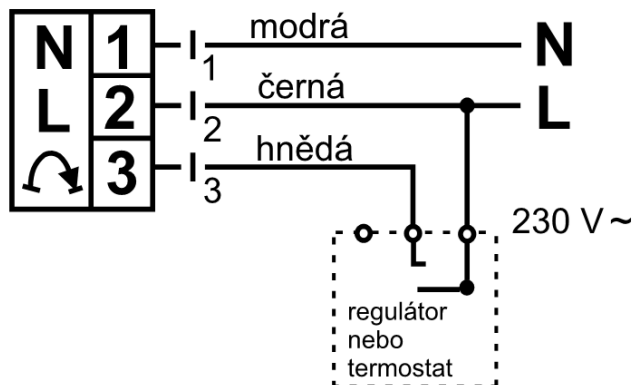 N 1 1 modrá N
L 2 2 černá L
3 3 hnědá
230 V ~
regulátor
nebo
termostat